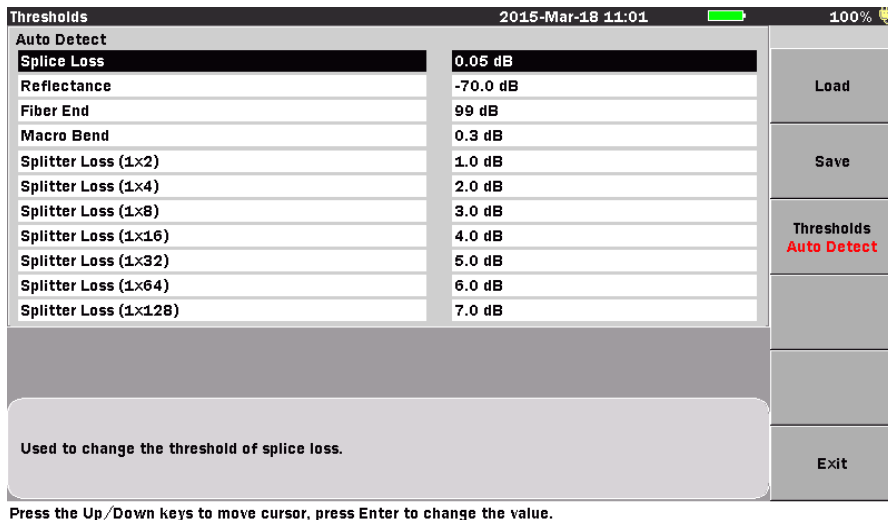 Thresholds 2015-Mar-18 11:01 100%
Auto Detect
Splice Loss 0.05 dB
Reflectance -70.0 dB
Fiber End 99 dB
Macro Bend 0.3 dB
Splitter Loss (1×2) 1.0 dB
Splitter Loss (1×4) 2.0 dB
Splitter Loss (1×8) 3.0 dB
Splitter Loss (1×16) 4.0 dB
Splitter Loss (1×32) 5.0 dB
Splitter Loss (1×64) 6.0 dB
Splitter Loss (1×128) 7.0 dB
Load
Save
Thresholds
Auto Detect
Exit
Used to change the threshold of splice loss.
Press the Up/Down keys to move cursor, press Enter to change the value.